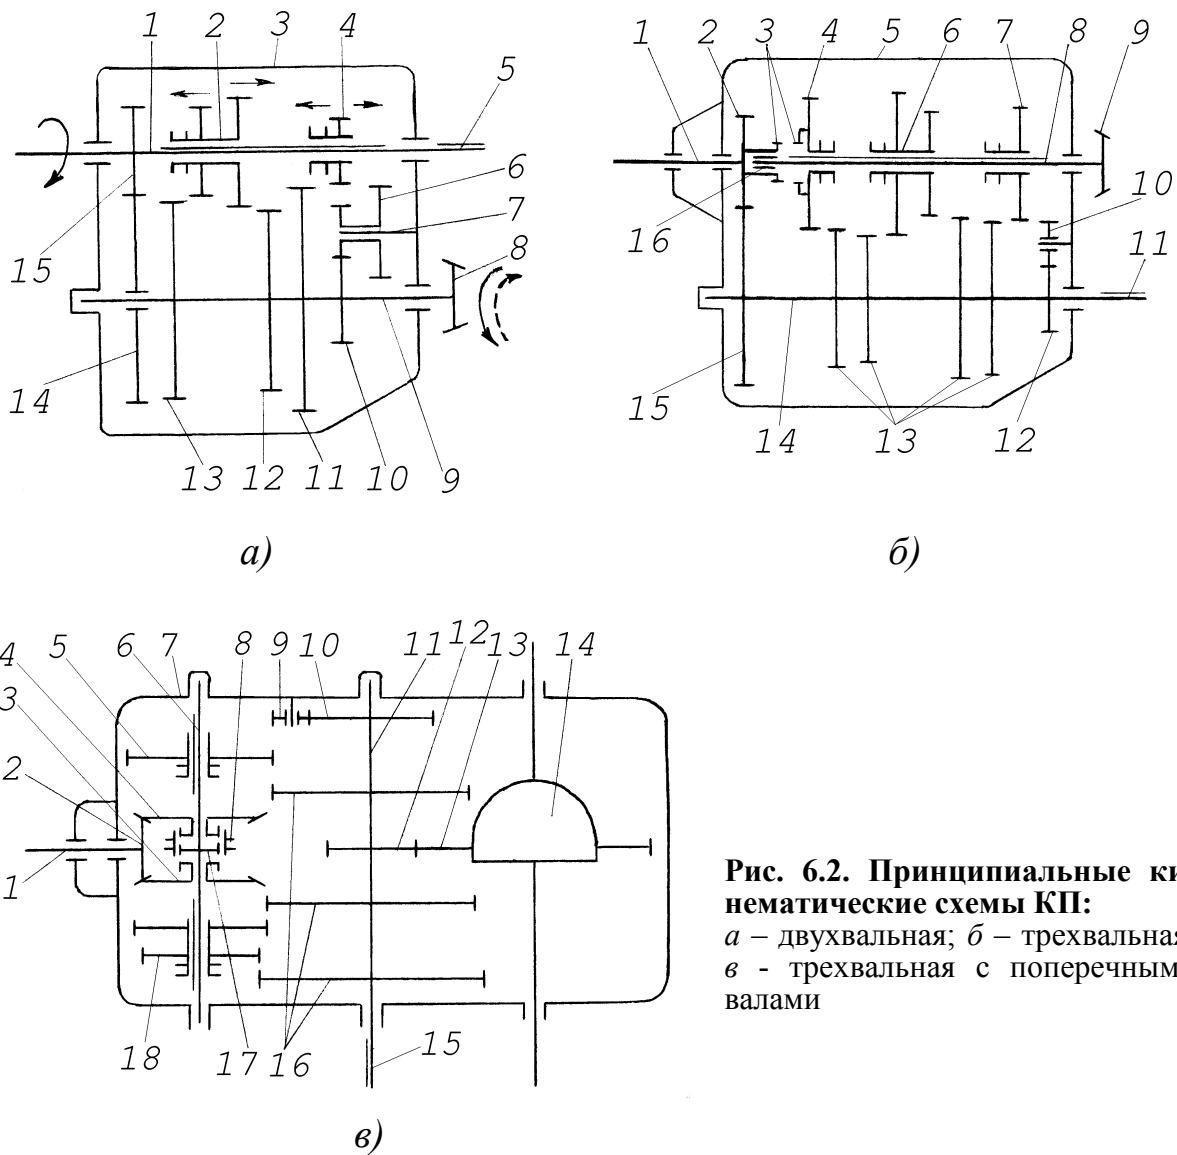 1 2 3 4 5
6
7
8
15
14
13 12 11 10 9
а)
1 2 3 4 5 6 7 8 9
10
11
16
15
14 13 12
б)
4 5 6 7 8 9 10 11 12 13 14
3
2
1
18 17 16 15
в)
Рис. 6.2. Принципиальные ки
нематические схемы КП:
а – двухвальная; б – трехвальная
в - трехвальная с поперечным
валами